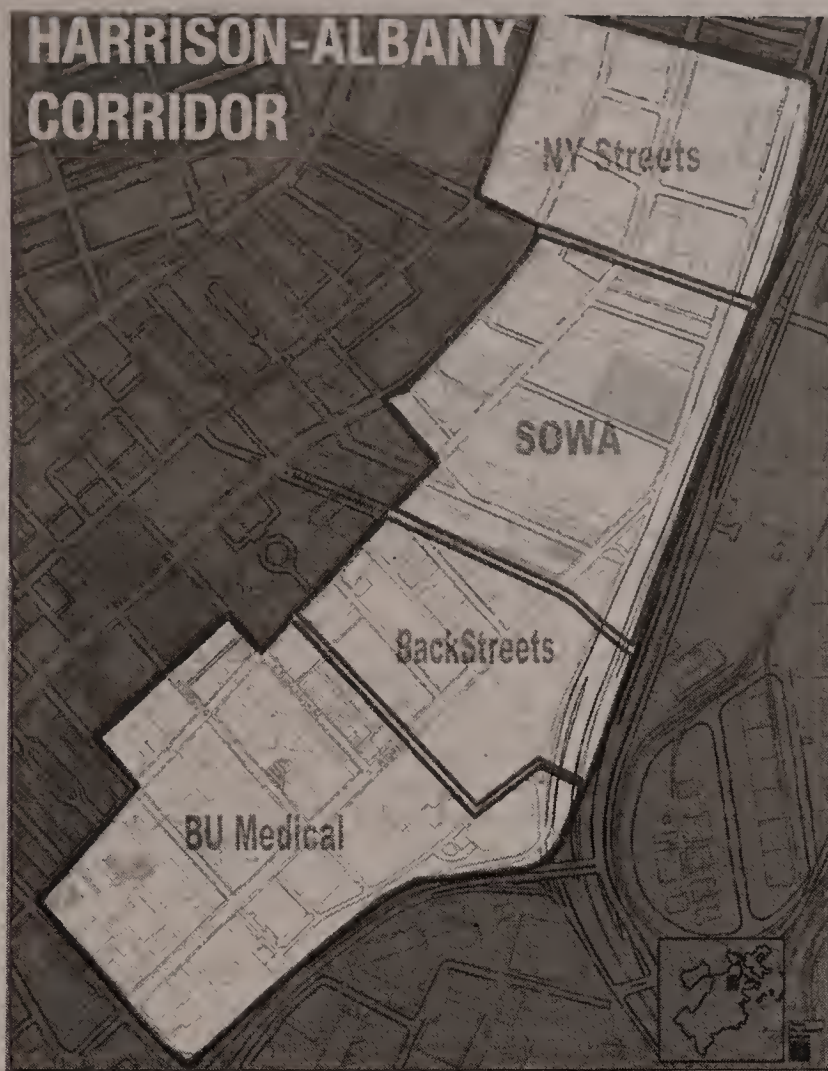 HARRISON-ALBANY
CORRIDOR
NY Streets
SOWA
BackStreets
BU Medical